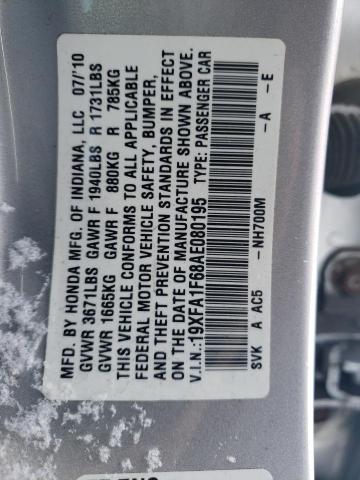 MFD. BY HONDA MFG. OF INDIANA, LLC 07/'10
GVWR 3671LBS GAWR F 1940LBS R 1731LBS
GVWR 1665KG GAWR F 880KG R 785KG
THIS VEHICLE CONFORMS TO ALL APPLICABLE
FEDERAL MOTOR VEHICLE SAFETY, BUMPER,
AND THEFT PREVENTION STANDARDS IN EFFECT
ON THE DATE OF MANUFACTURE SHOWN ABOVE.
V.I.N.:19XFA1F68AE080195 TYPE: PASSENGER CAR
SVK A AC5 -A -E
-NH700M